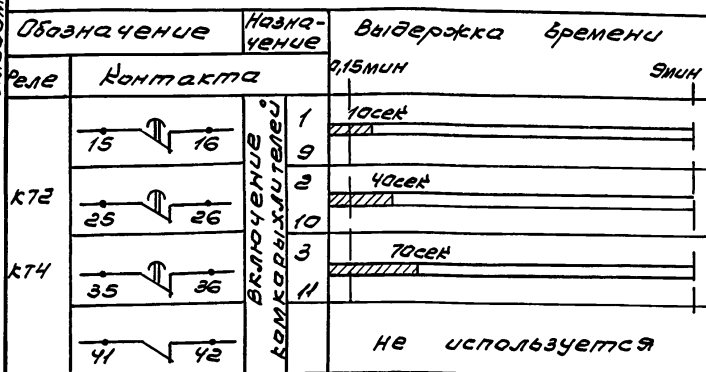 Обозначение
Назна-
чение
Выдержка времени
Реле
Контакта
0,15мин
9мин
КТ2
КТ4
15 16
25 26
35 36
41 42
включение
комкорыхлителей
1
9
2
10
3
11
10сек
40сек
70сек
не используется